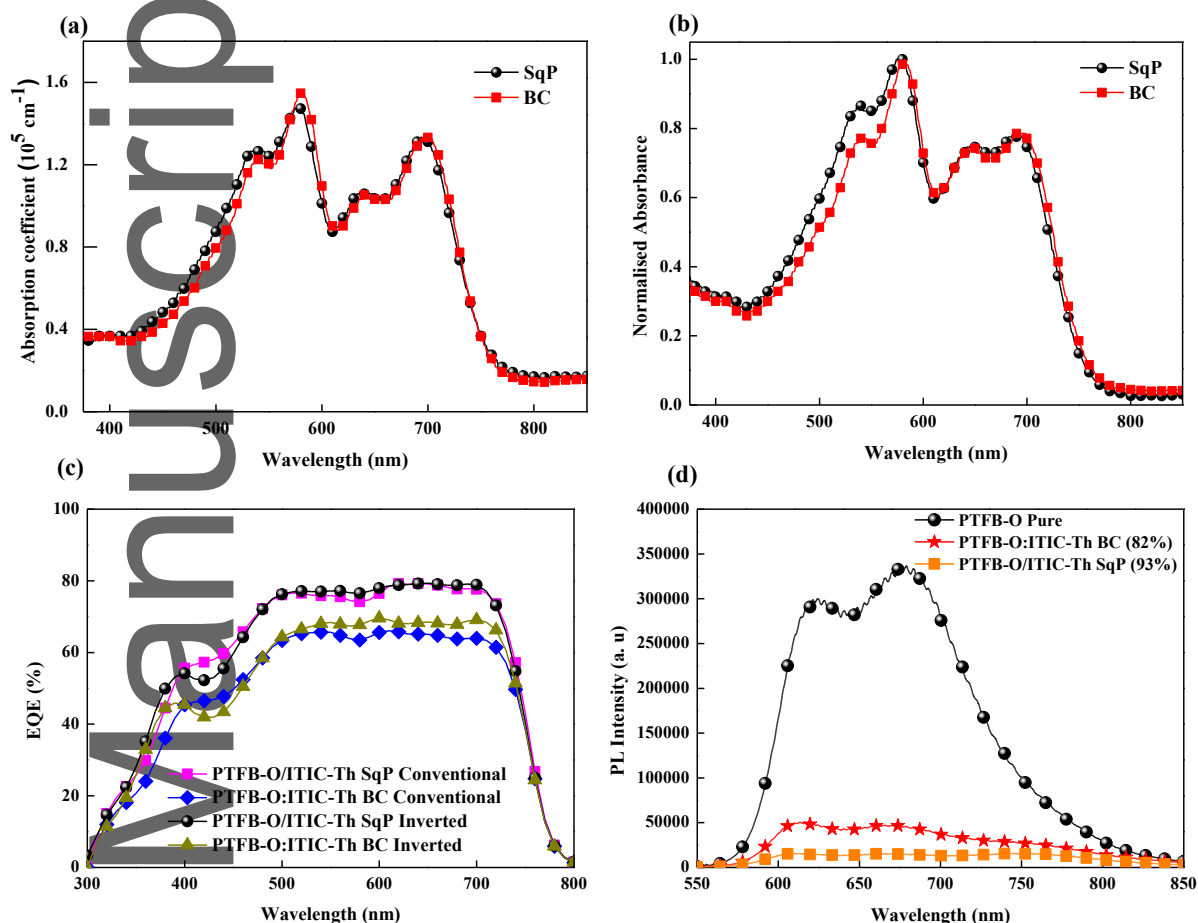 Manuscrip
(a)
SqP
BC
Absorption coefficient (10^5 cm^-1)
1.6
1.2
0.8
0.4
0.0
400 500 600 700 800
Wavelength (nm)
(b)
SqP
BC
Normalised Absorbance
1.0
0.8
0.6
0.4
0.2
0.0
400 500 600 700 800
Wavelength (nm)
(c)
EQE (%)
100
80
60
40
20
0
PTFB-O/ITIC-Th SqP Conventional
PTFB-O:ITIC-Th BC Conventional
PTFB-O/ITIC-Th SqP Inverted
PTFB-O:ITIC-Th BC Inverted
300 400 500 600 700 800
Wavelength (nm)
(d)
PTFB-O Pure
PTFB-O:ITIC-Th BC (82%)
PTFB-O/ITIC-Th SqP (93%)
PL Intensity (a. u)
400000
350000
300000
250000
200000
150000
100000
50000
0
550 600 650 700 750 800 850
Wavelength (nm)